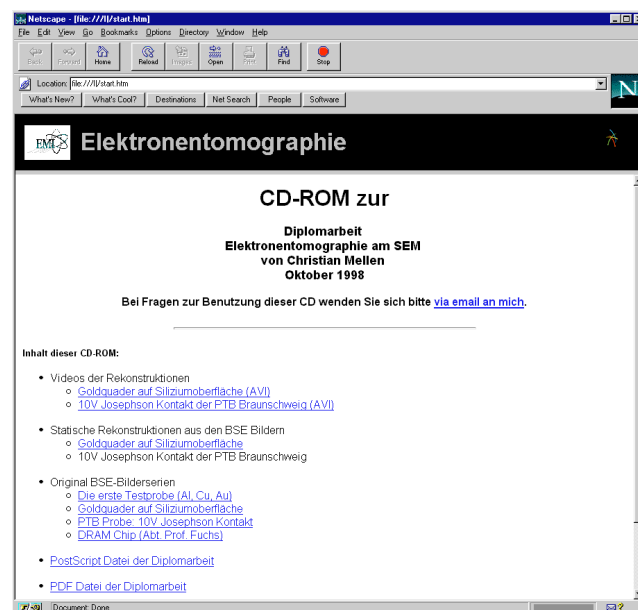 Netscape - [file:///I|/start.htm]
File Edit View Go Bookmarks Options Directory Window Help
Back Forward Home Reload Images Open Print Find Stop
Location: file:///I|/start.htm
What's New? What's Cool? Destinations Net Search People Software
N
EMI Elektronentomographie
CD-ROM zur
Diplomarbeit
Elektronentomographie am SEM
von Christian Mellen
Oktober 1998
Bei Fragen zur Benutzung dieser CD wenden Sie sich bitte via email an mich.
Inhalt dieser CD-ROM:
Videos der Rekonstruktionen
Goldquader auf Siliziumoberfläche (AVI)
10V Josephson Kontakt der PTB Braunschweig (AVI)
Statische Rekonstruktionen aus den BSE Bildern
Goldquader auf Siliziumoberfläche
10V Josephson Kontakt der PTB Braunschweig
Original BSE-Bilderserien
Die erste Testprobe (Al, Cu, Au)
Goldquader auf Siliziumoberfläche
PTB Probe: 10V Josephson Kontakt
DRAM Chip (Abt. Prof. Fuchs)
PostScript Datei der Diplomarbeit
PDF Datei der Diplomarbeit
Document: Done